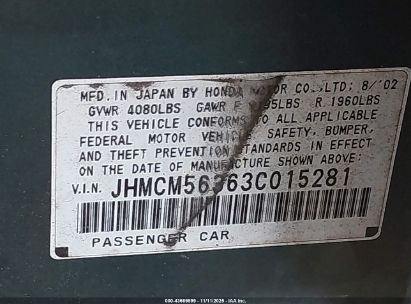 MFD. IN JAPAN BY HONDA MOTOR CO.,LTD: 8/'02
GVWR 4080LBS GAWR F 195LBS R 1960LBS
THIS VEHICLE CONFORMS TO ALL APPLICABLE
FEDERAL MOTOR VEHICLE SAFETY, BUMPER,
AND THEFT PREVENTION STANDARDS IN EFFECT
ON THE DATE OF MANUFACTURE SHOWN ABOVE:
V.I.N. JHMCM56363C015281
PASSENGER CAR